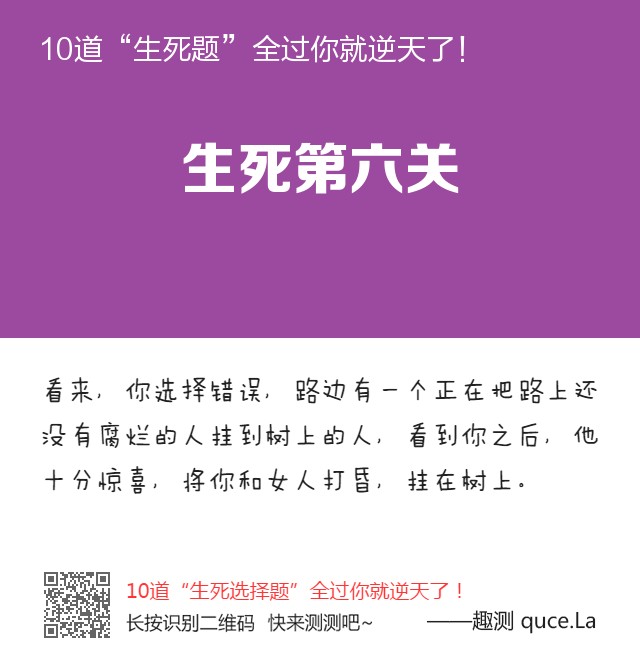 10道“生死题”全过你就逆天了!
生死第六关
看来,你选择错误,路边有一个正在把路上还
没有腐烂的人挂到树上的人,看到你之后,他
十分惊喜,将你和女人打昏,挂在树上。
10道“生死选择题”全过你就逆天了!
长按识别二维码 快来测测吧~ ——趣测 quce.La